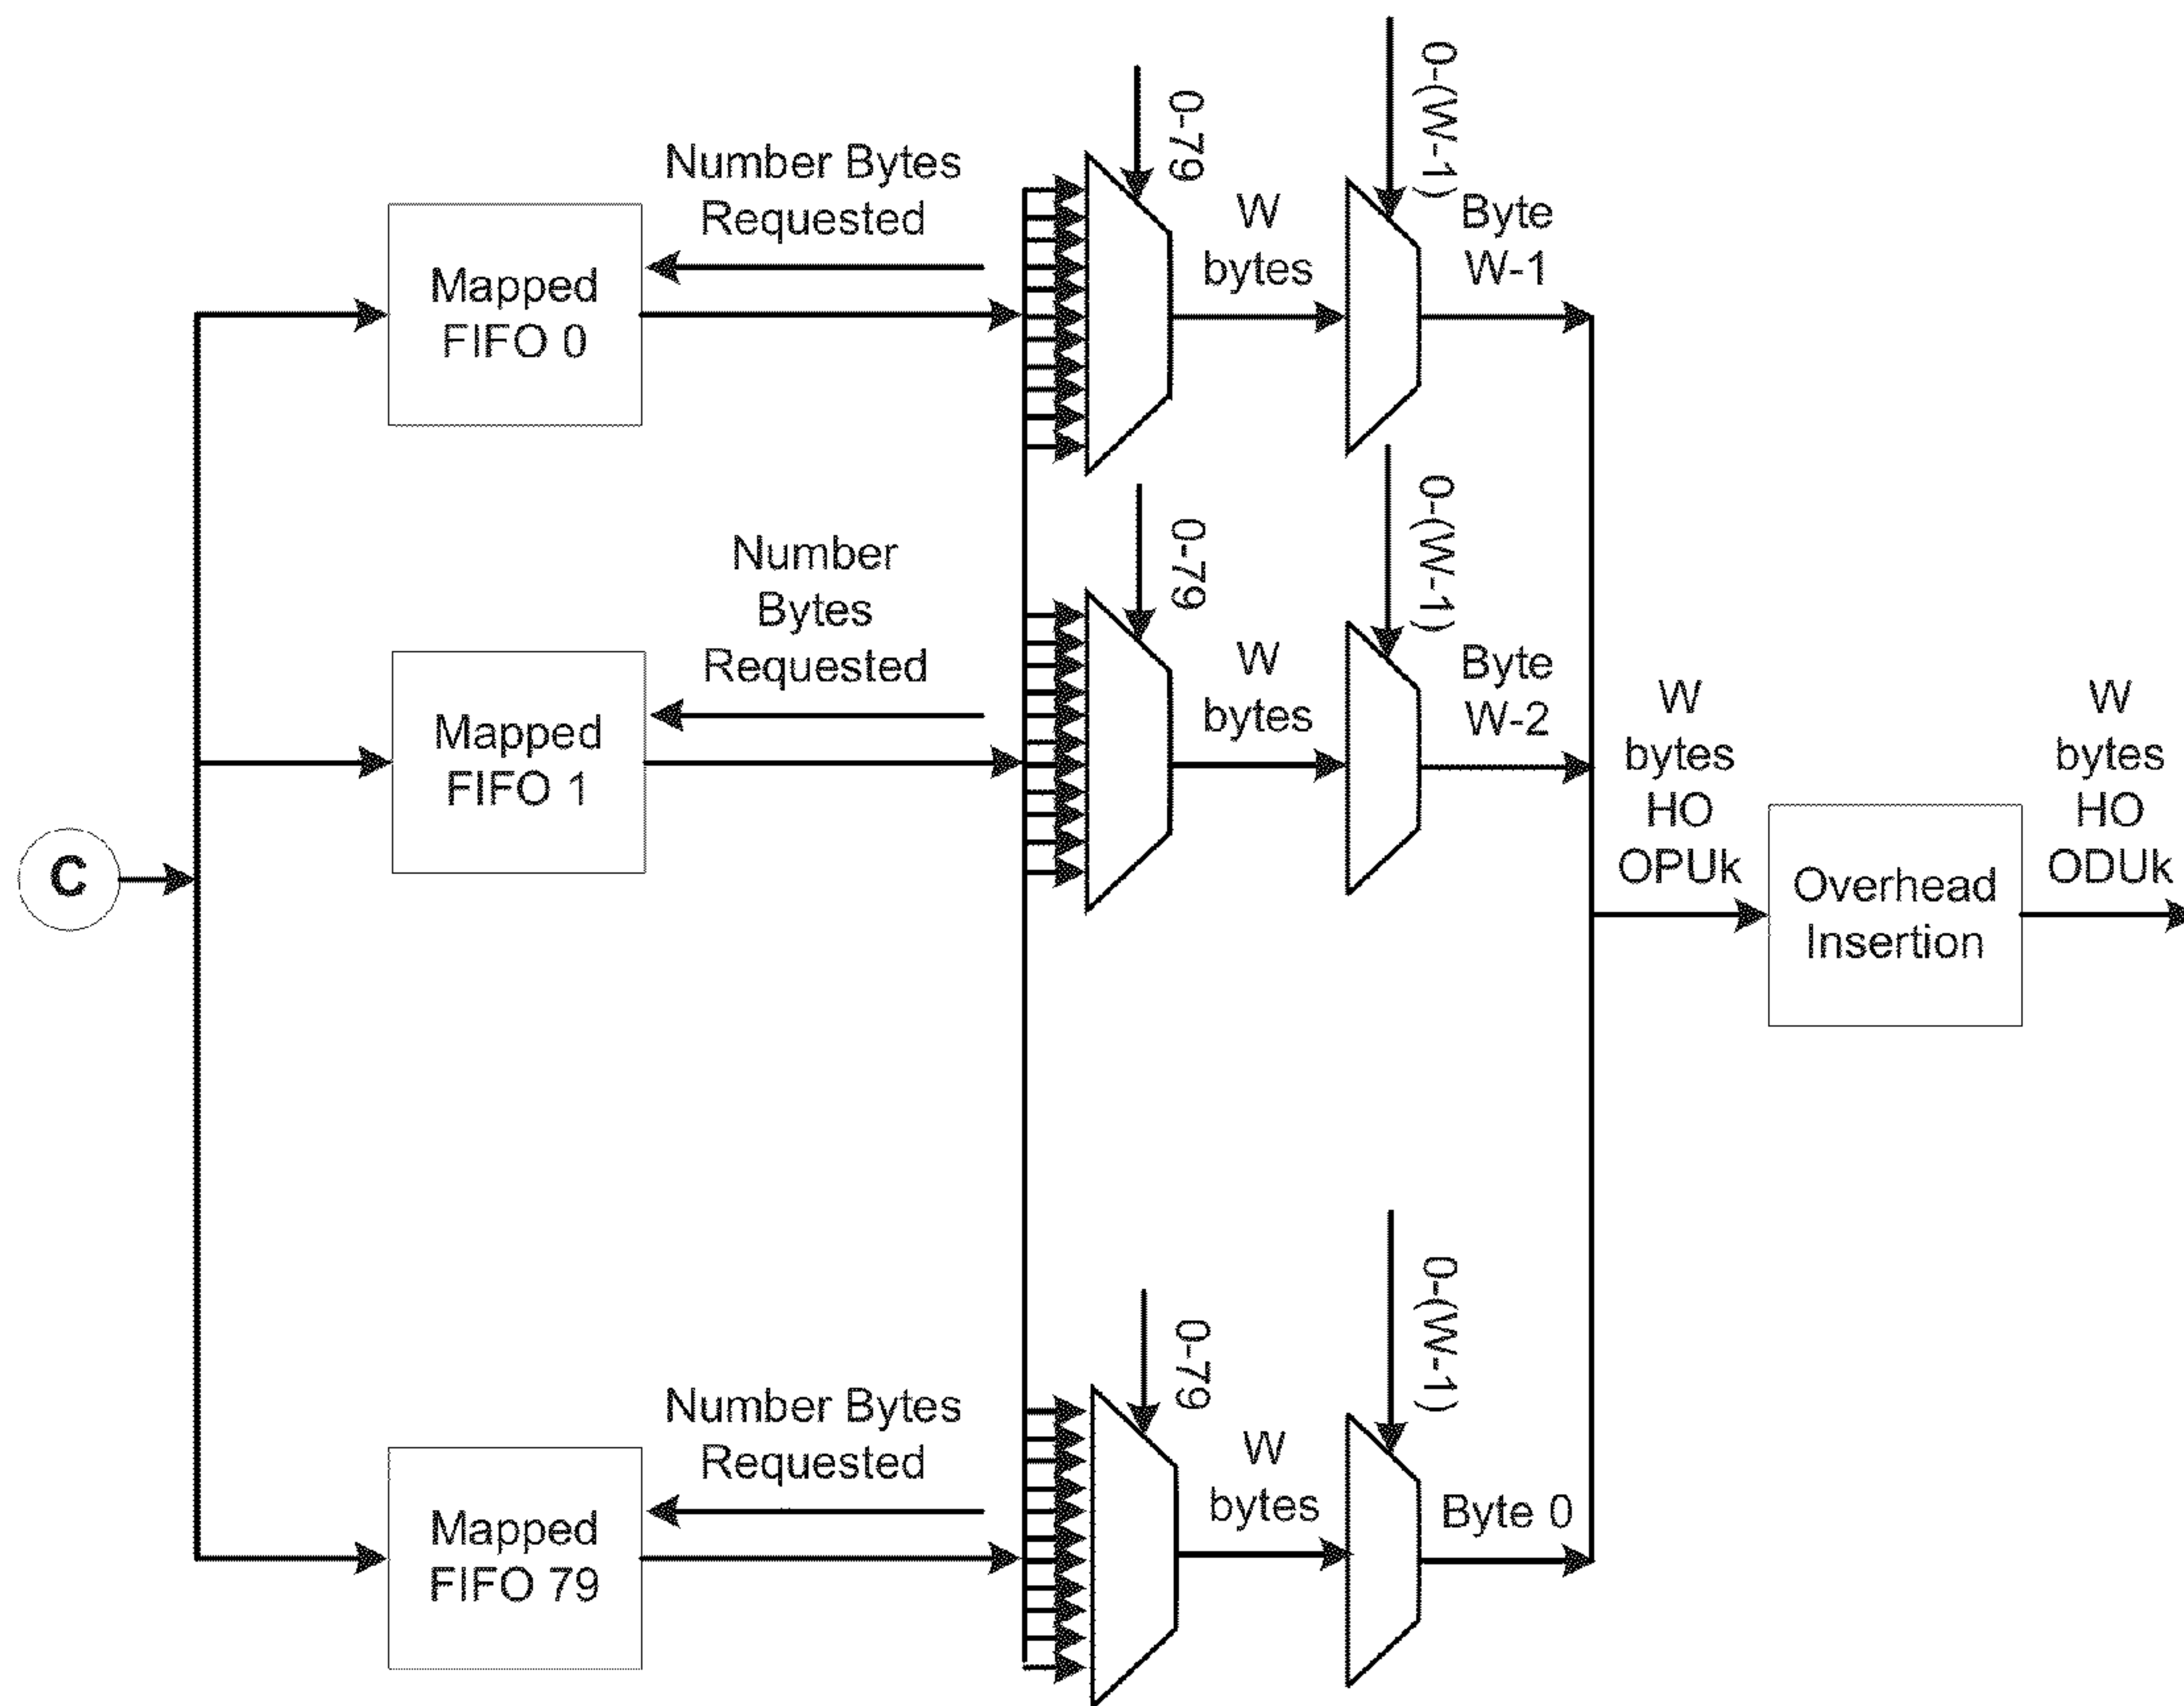 0-(W-1)
0-79
Number Bytes
Requested
W
bytes
Byte
W-1
Mapped
FIFO 0
0-(W-1)
0-79
Number
Bytes
Requested
W
bytes
Byte
W-2
Mapped
FIFO 1
W
bytes
HO
OPUk
W
bytes
HO
ODUk
C
Overhead
Insertion
0-(W-1)
0-79
Number Bytes
Requested
W
bytes
Byte 0
Mapped
FIFO 79